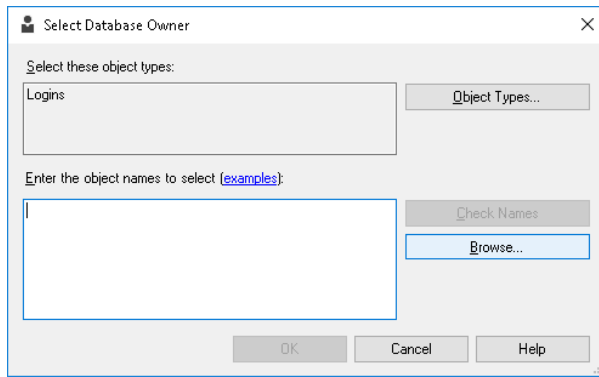 Select Database Owner
Select these object types:
Logins
Object Types...
Enter the object names to select (examples):
Check Names
Browse...
OK
Cancel
Help